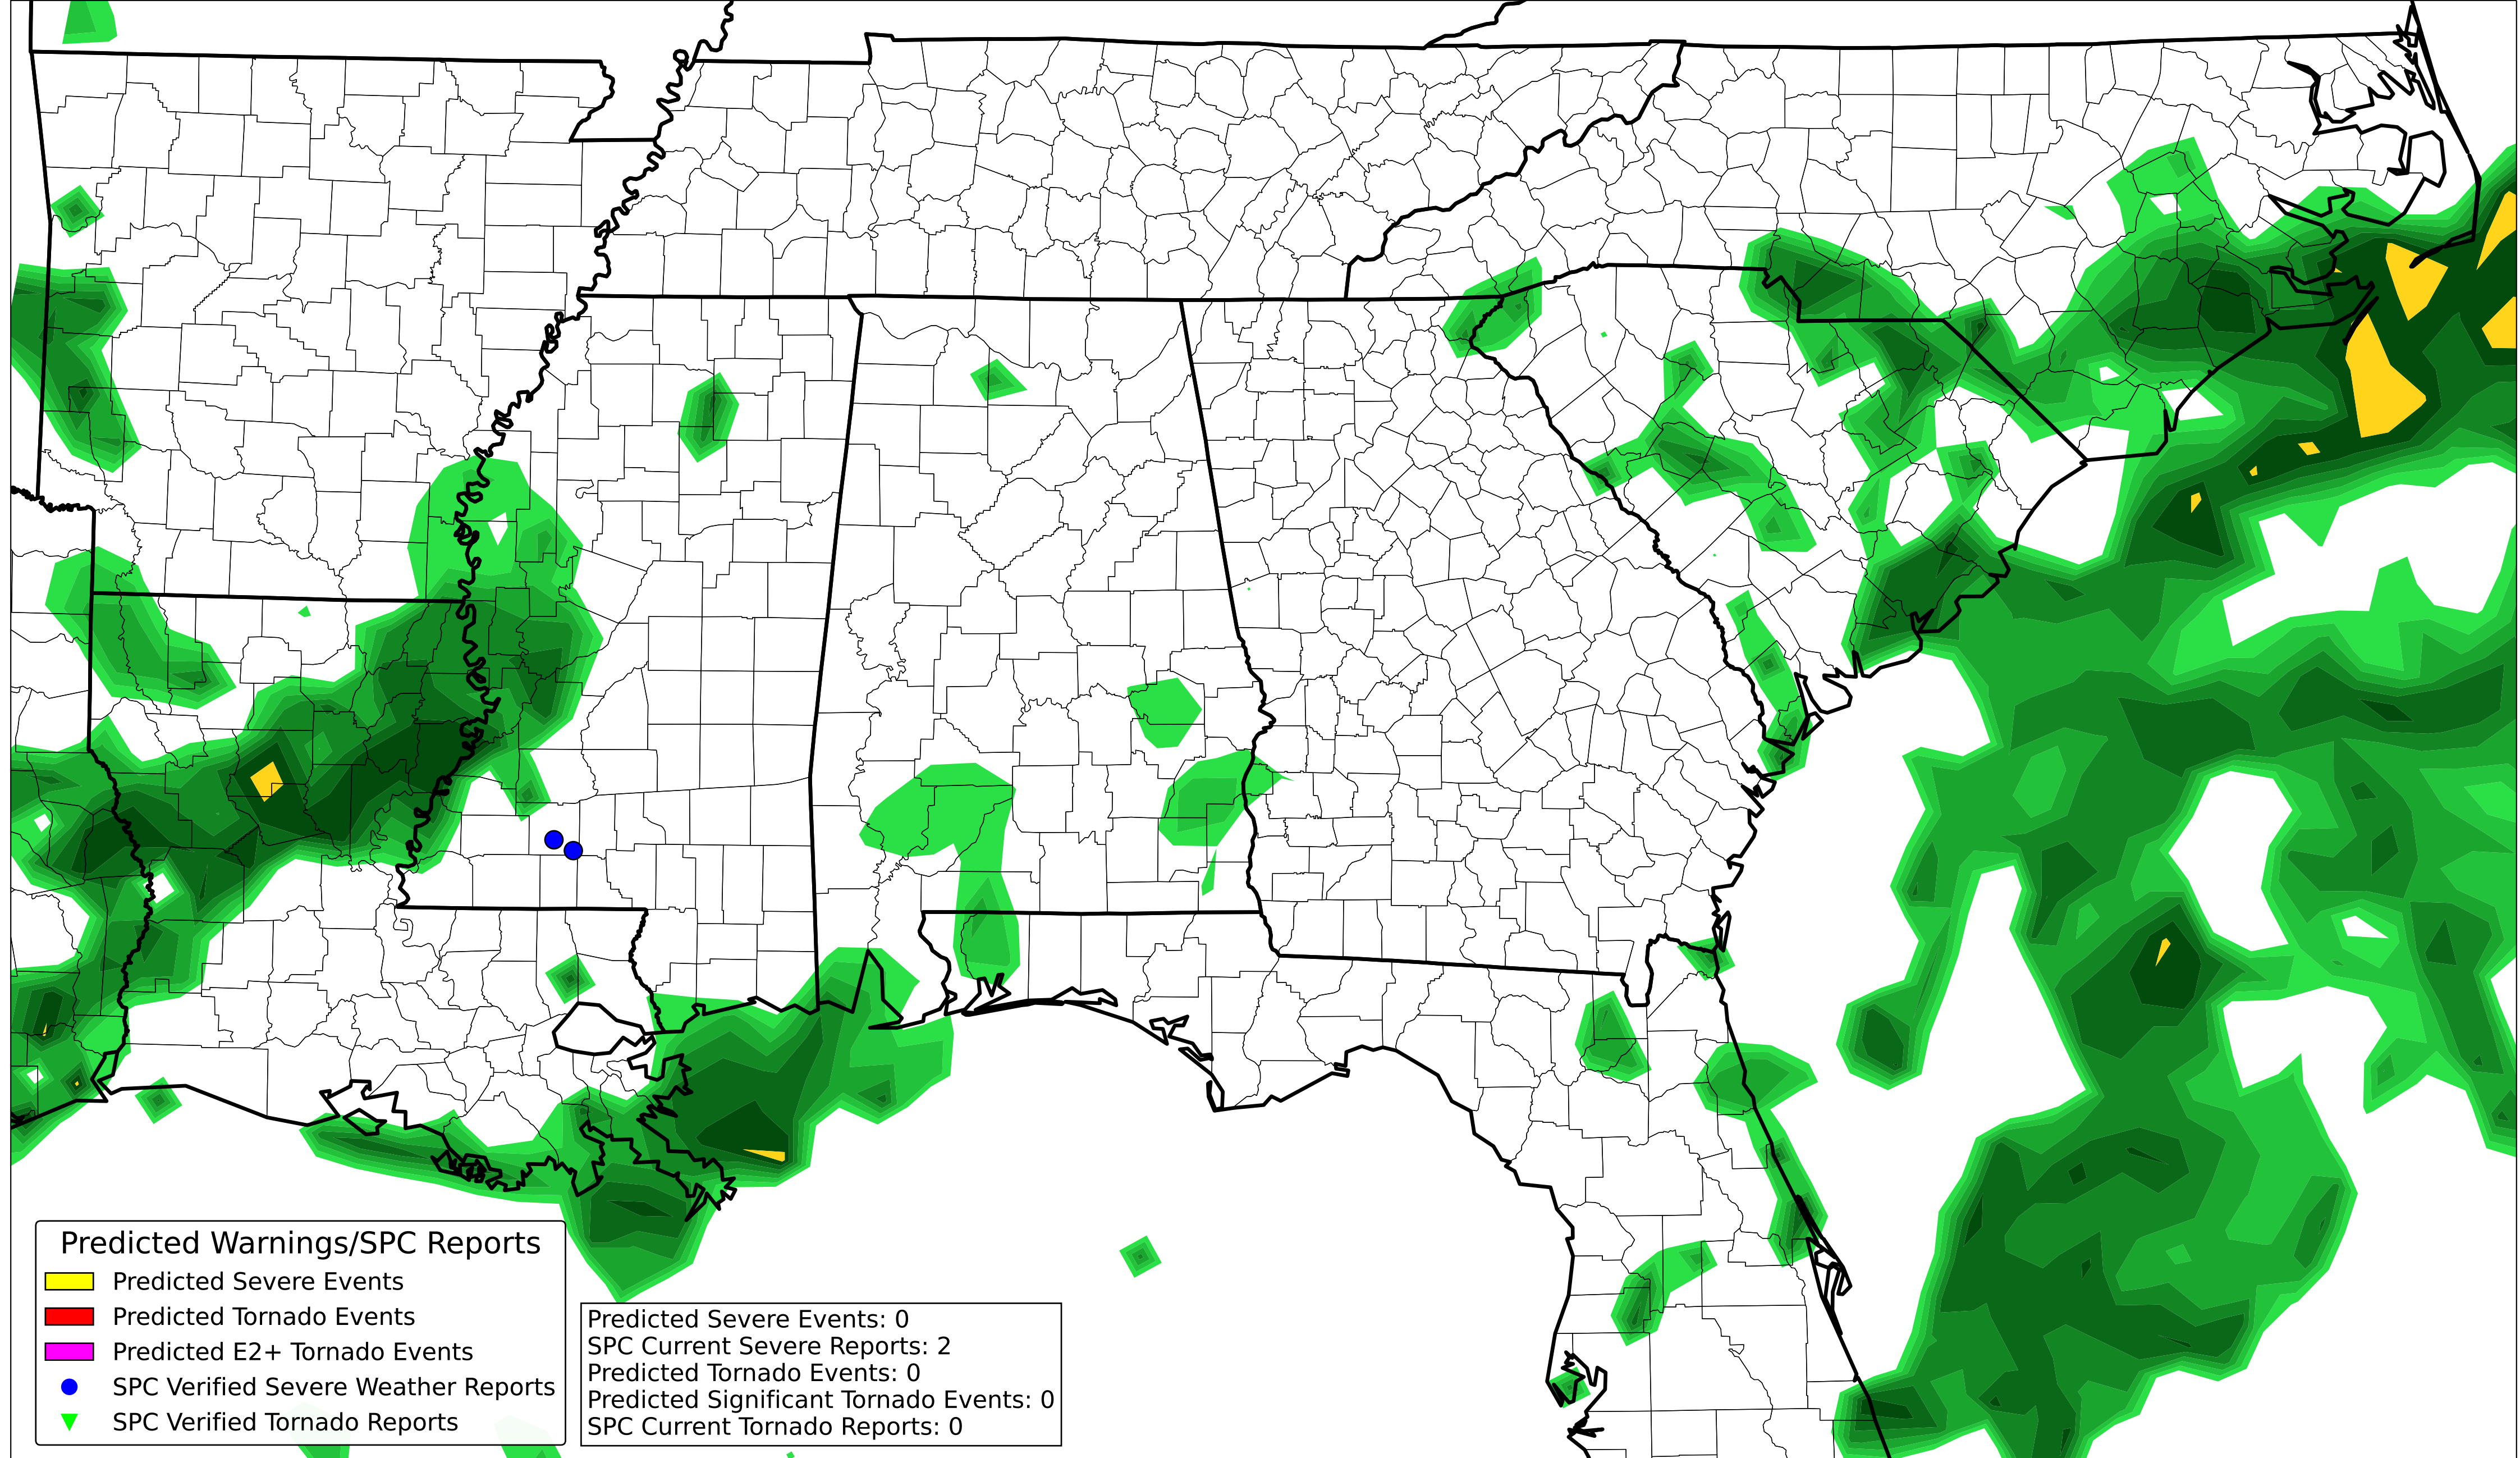 Predicted Warnings/SPC Reports
Predicted Severe Events
Predicted Tornado Events
Predicted E2+ Tornado Events
SPC Verified Severe Weather Reports
SPC Verified Tornado Reports
Predicted Severe Events: 0
SPC Current Severe Reports: 2
Predicted Tornado Events: 0
Predicted Significant Tornado Events: 0
SPC Current Tornado Reports: 0